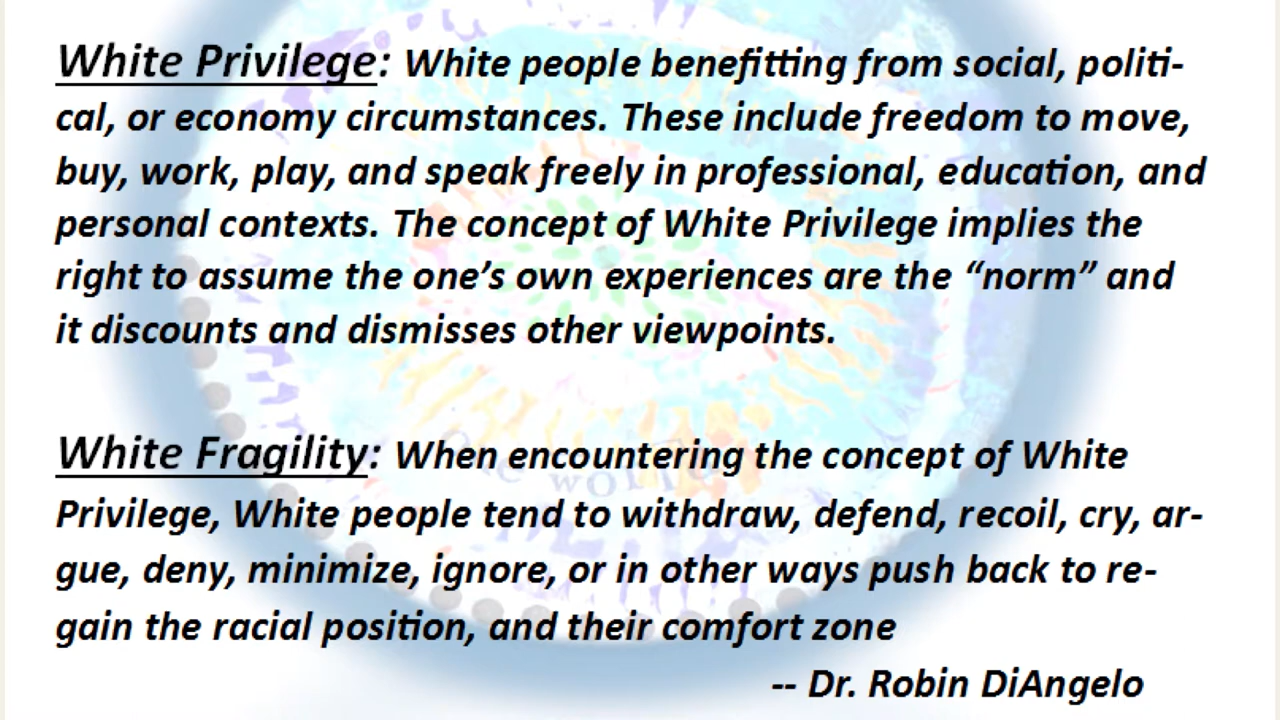 White Privilege: White people benefitting from social, politi-
cal, or economy circumstances. These include freedom to move,
buy, work, play, and speak freely in professional, education, and
personal contexts. The concept of White Privilege implies the
right to assume the one’s own experiences are the “norm” and
it discounts and dismisses other viewpoints.
White Fragility: When encountering the concept of White
Privilege, White people tend to withdraw, defend, recoil, cry, ar-
gue, deny, minimize, ignore, or in other ways push back to re-
gain the racial position, and their comfort zone
-- Dr. Robin DiAngelo
one world